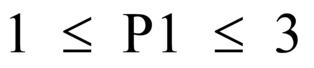 1 ≤ P1 ≤ 3